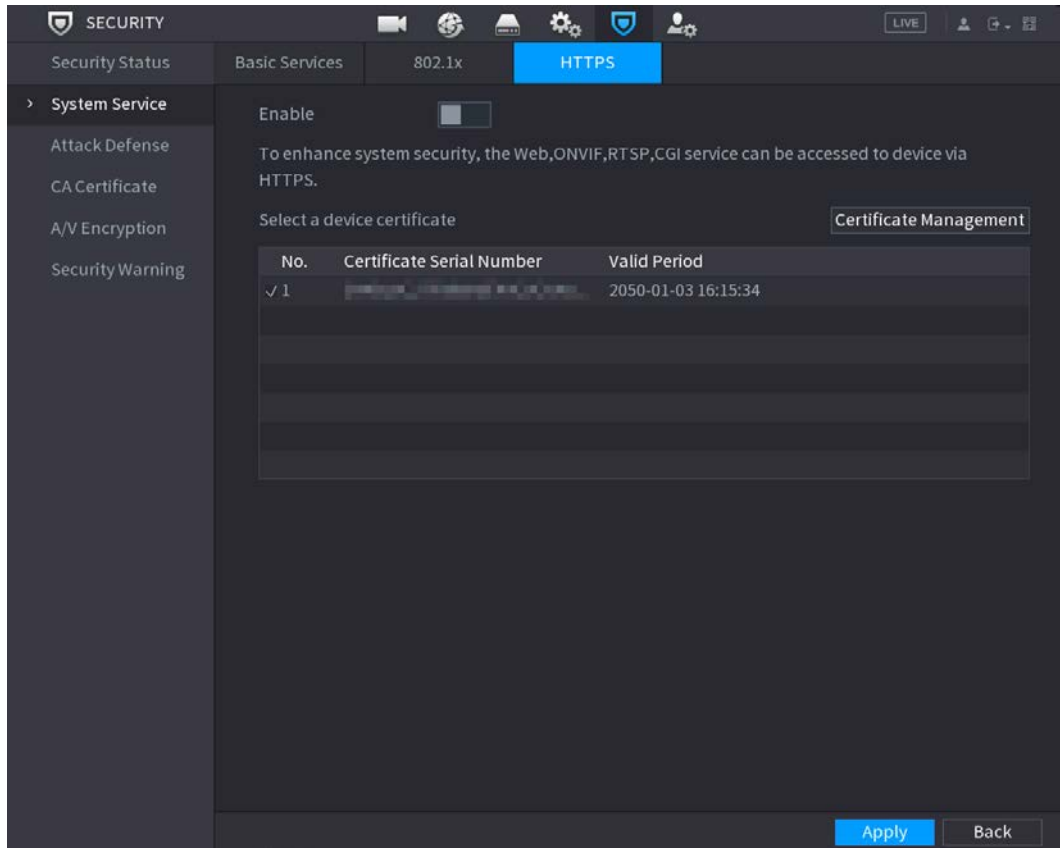 SECURITY
LIVE
Security Status
Basic Services
802.1x
HTTPS
System Service
Attack Defense
CA Certificate
A/V Encryption
Security Warning
Enable
To enhance system security, the Web,ONVIF,RTSP,CGI service can be accessed to device via
HTTPS.
Select a device certificate
Certificate Management
No. Certificate Serial Number Valid Period
1 2050-01-03 16:15:34
Apply
Back